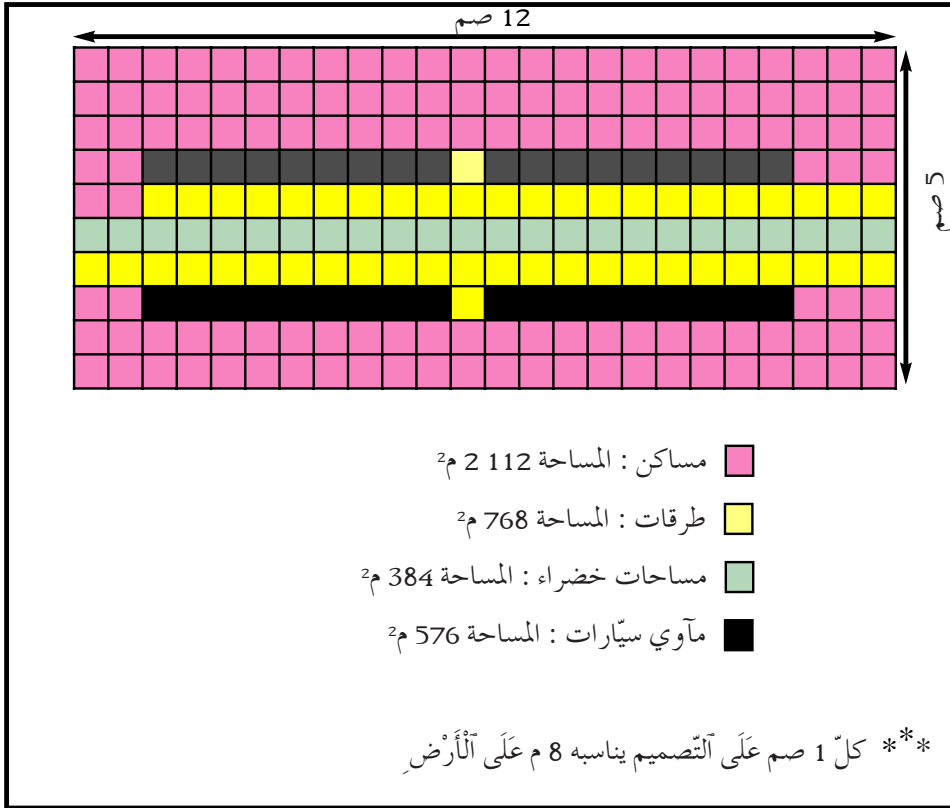 12 صم
5 صم
مساكن : المساحة 112 2 م²
طرقات : المساحة 768 م²
مساحات خضراء : المساحة 384 م²
مآوي سيّارات : المساحة 576 م²
*** كلّ 1 صم عَلَى ٱلتّصميم يناسبه 8 م عَلَى ٱلْأَرْضِ